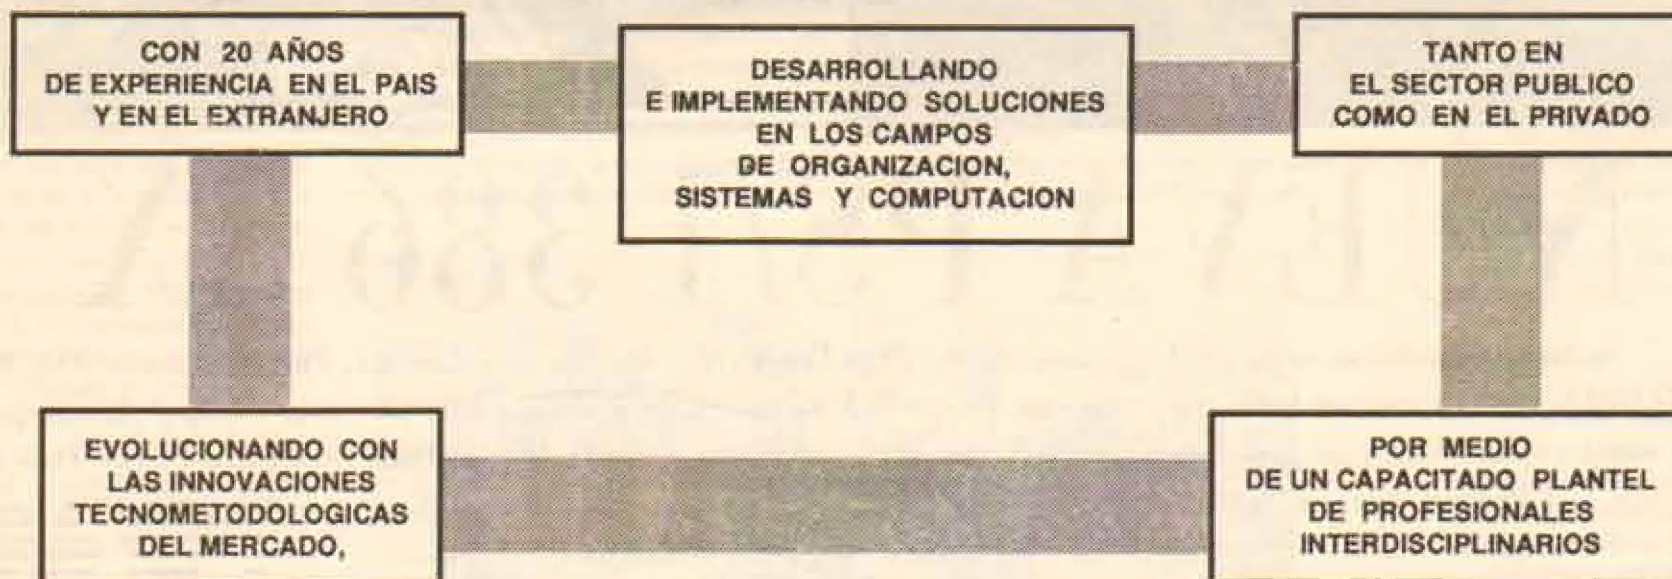 CON 20 AÑOS
DE EXPERIENCIA EN EL PAIS
Y EN EL EXTRANJERO
DESARROLLANDO
E IMPLEMENTANDO SOLUCIONES
EN LOS CAMPOS
DE ORGANIZACION,
SISTEMAS Y COMPUTACION
TANTO EN
EL SECTOR PUBLICO
COMO EN EL PRIVADO
EVOLUCIONANDO CON
LAS INNOVACIONES
TECNOMETODOLOGICAS
DEL MERCADO,
POR MEDIO
DE UN CAPACITADO PLANTEL
DE PROFESIONALES
INTERDISCIPLINARIOS